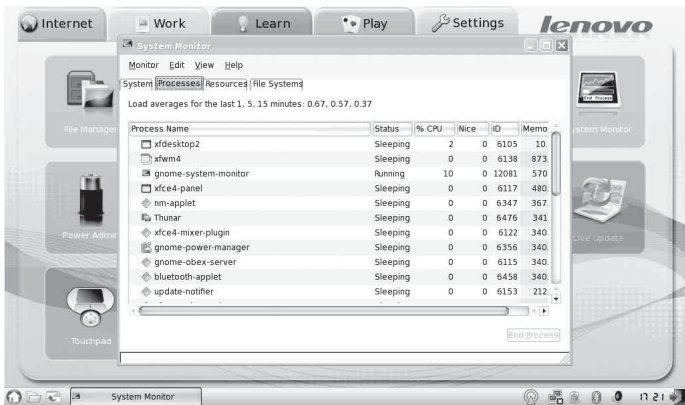 Internet Work Learn Play Settings lenovo
System Monitor
Monitor Edit View Help
System Processes Resources File Systems
Load averages for the last 1, 5, 15 minutes: 0.67, 0.57, 0.37
Process Name Status % CPU Nice ID Memo
xfdesktop2 Sleeping 2 0 6105 10.
xfwm4 Sleeping 0 0 6138 873.
gnome-system-monitor Running 10 0 12081 570
xfce4-panel Sleeping 0 0 6117 480.
nm-applet Sleeping 0 0 6347 367.
Thunar Sleeping 0 0 6476 341
xfce4-mixer-plugin Sleeping 0 0 6122 340.
gnome-power-manager Sleeping 0 0 6356 340.
gnome-obex-server Sleeping 0 0 6115 340.
bluetooth-applet Sleeping 0 0 6458 340.
update-notifier Sleeping 0 0 6153 212.
End Process
File Manager
Power Admi
Touchpad
End Process
ystem Monitor
Live Update
System Monitor
17 21